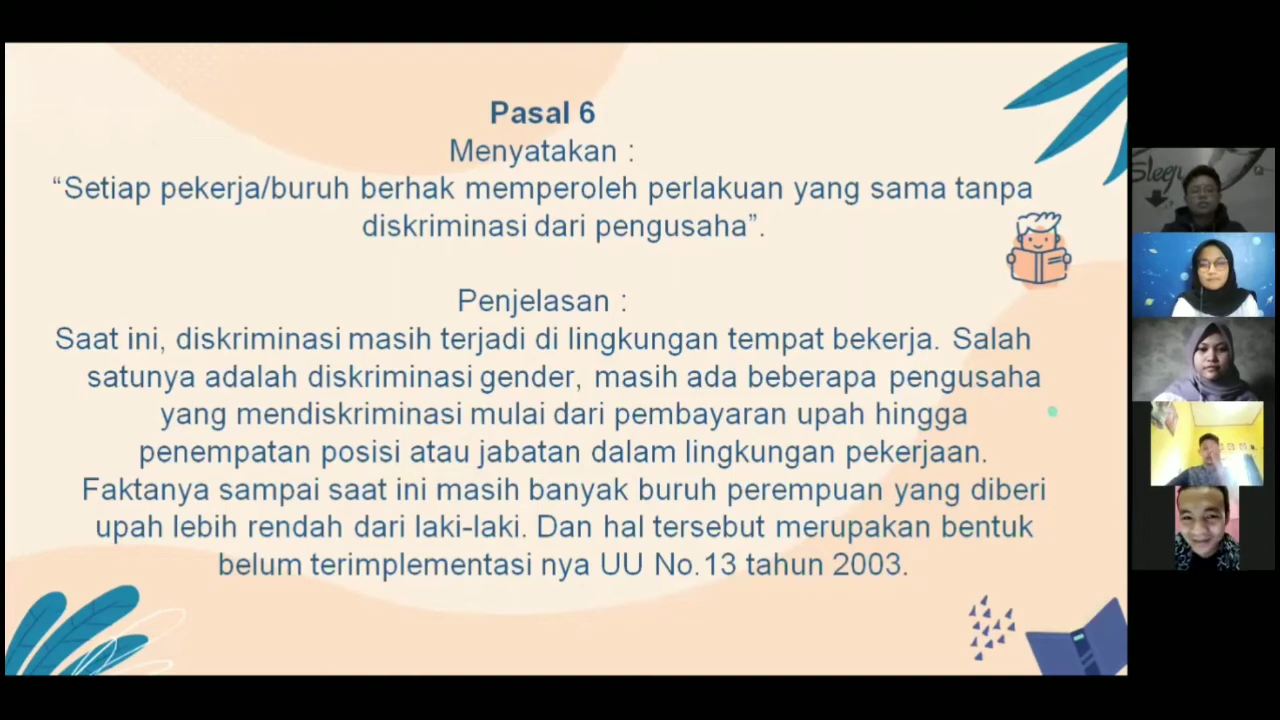 Pasal 6
Menyatakan :
“Setiap pekerja/buruh berhak memperoleh perlakuan yang sama tanpa
diskriminasi dari pengusaha”.
Penjelasan :
Saat ini, diskriminasi masih terjadi di lingkungan tempat bekerja. Salah
satunya adalah diskriminasi gender, masih ada beberapa pengusaha
yang mendiskriminasi mulai dari pembayaran upah hingga
penempatan posisi atau jabatan dalam lingkungan pekerjaan.
Faktanya sampai saat ini masih banyak buruh perempuan yang diberi
upah lebih rendah dari laki-laki. Dan hal tersebut merupakan bentuk
belum terimplementasi nya UU No.13 tahun 2003.
Sleep